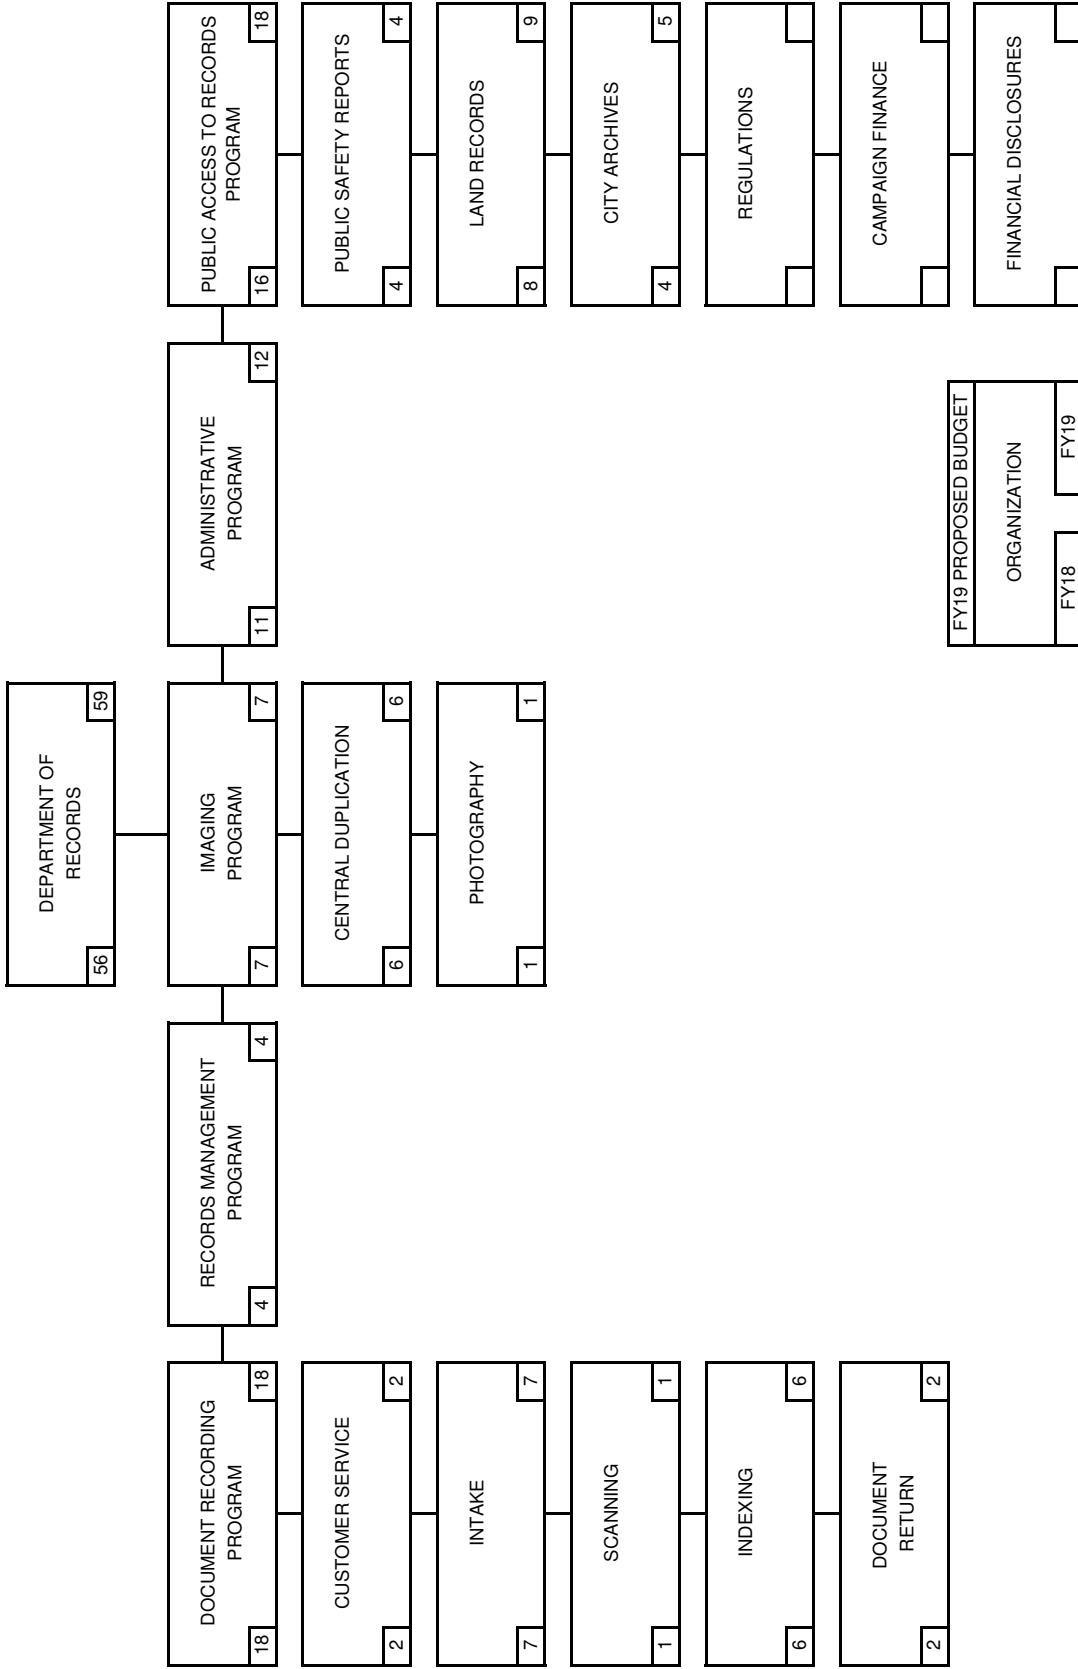 DEPARTMENT OF
RECORDS
56
59
DOCUMENT RECORDING
PROGRAM
18
18
RECORDS MANAGEMENT
PROGRAM
4
4
IMAGING
PROGRAM
7
7
ADMINISTRATIVE
PROGRAM
11
12
PUBLIC ACCESS TO RECORDS
PROGRAM
16
18
CUSTOMER SERVICE
2
2
CENTRAL DUPLICATION
6
6
PUBLIC SAFETY REPORTS
4
4
INTAKE
7
7
PHOTOGRAPHY
1
1
LAND RECORDS
8
9
SCANNING
1
1
CITY ARCHIVES
4
5
INDEXING
6
6
REGULATIONS
DOCUMENT
RETURN
2
2
CAMPAIGN FINANCE
FY19 PROPOSED BUDGET
ORGANIZATION
FY18
FY19
FINANCIAL DISCLOSURES